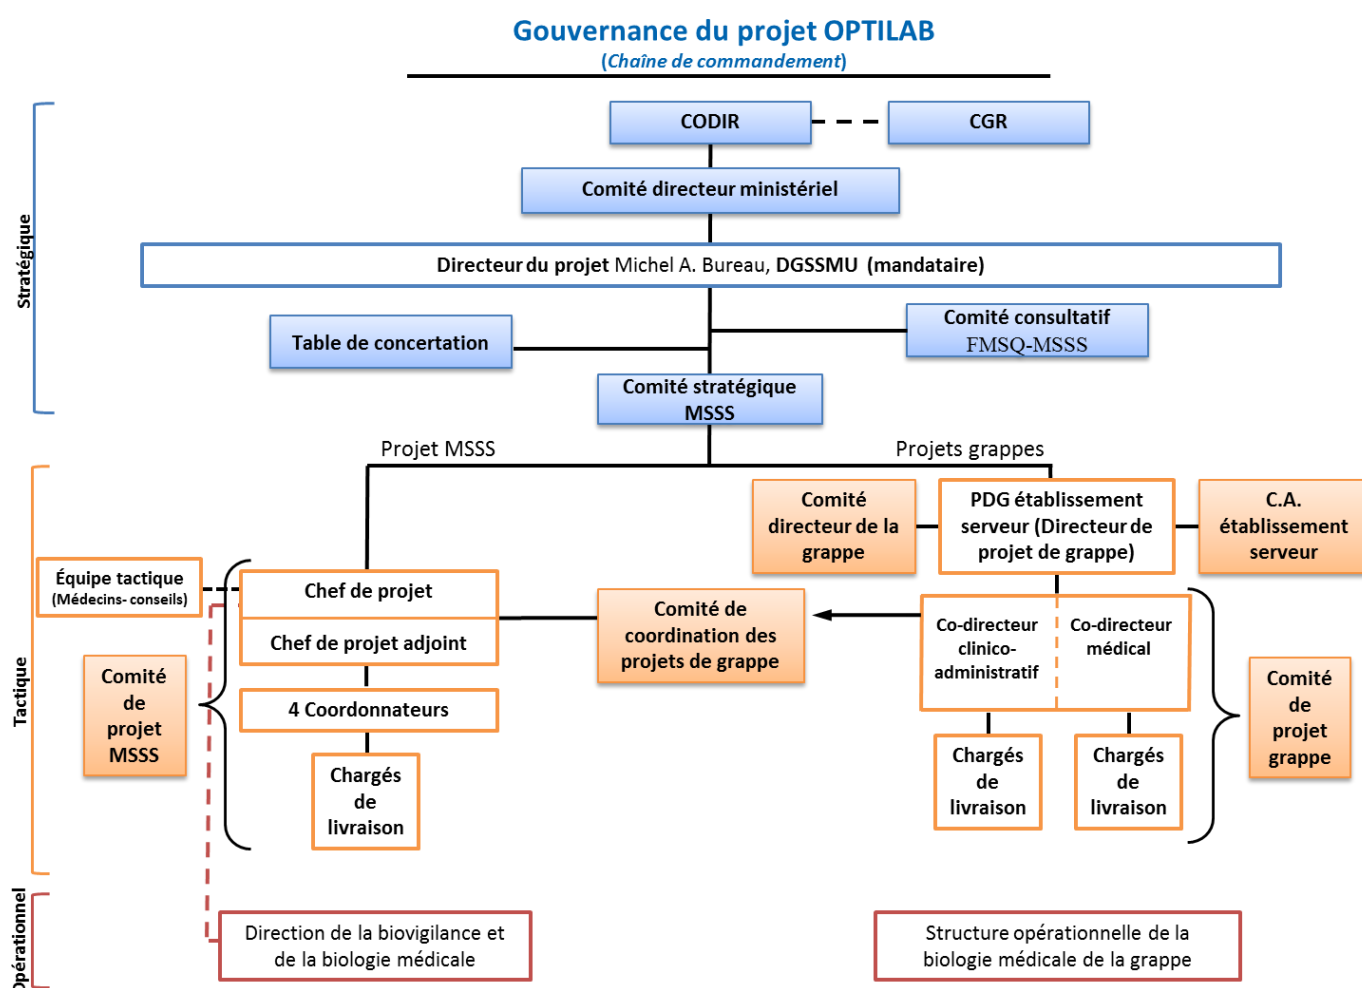 Gouvernance du projet OPTILAB
(Chaîne de commandement)
Stratégique
CODIR
CGR
Comité directeur ministériel
Directeur du projet Michel A. Bureau, DGSSMU (mandataire)
Table de concertation
Comité consultatif
FMSQ-MSSS
Comité stratégique
MSSS
Projet MSSS
Projets grappes
Tactique
Comité
directeur de la
grappe
PDG établissement
serveur (Directeur de
projet de grappe)
C.A.
établissement
serveur
Équipe tactique
(Médecins- conseils)
Chef de projet
Chef de projet adjoint
Comité de
coordination des
projets de grappe
Co-directeur
clinico-
administratif
Co-directeur
médical
Comité
de
projet
MSSS
4 Coordonnateurs
Chargés
de
livraison
Chargés
de
livraison
Chargés
de
livraison
Comité
de
projet
grappe
Opérationnel
Direction de la biovigilance et
de la biologie médicale
Structure opérationnelle de la
biologie médicale de la grappe